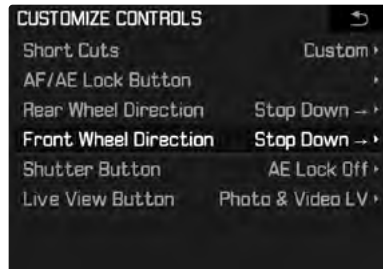 CUSTOMIZE CONTROLS
Short Cuts Custom
AF/AE Lock Button
Rear Wheel Direction Stop Down →
Front Wheel Direction Stop Down →
Shutter Button AE Lock Off
Live View Button Photo & Video LV